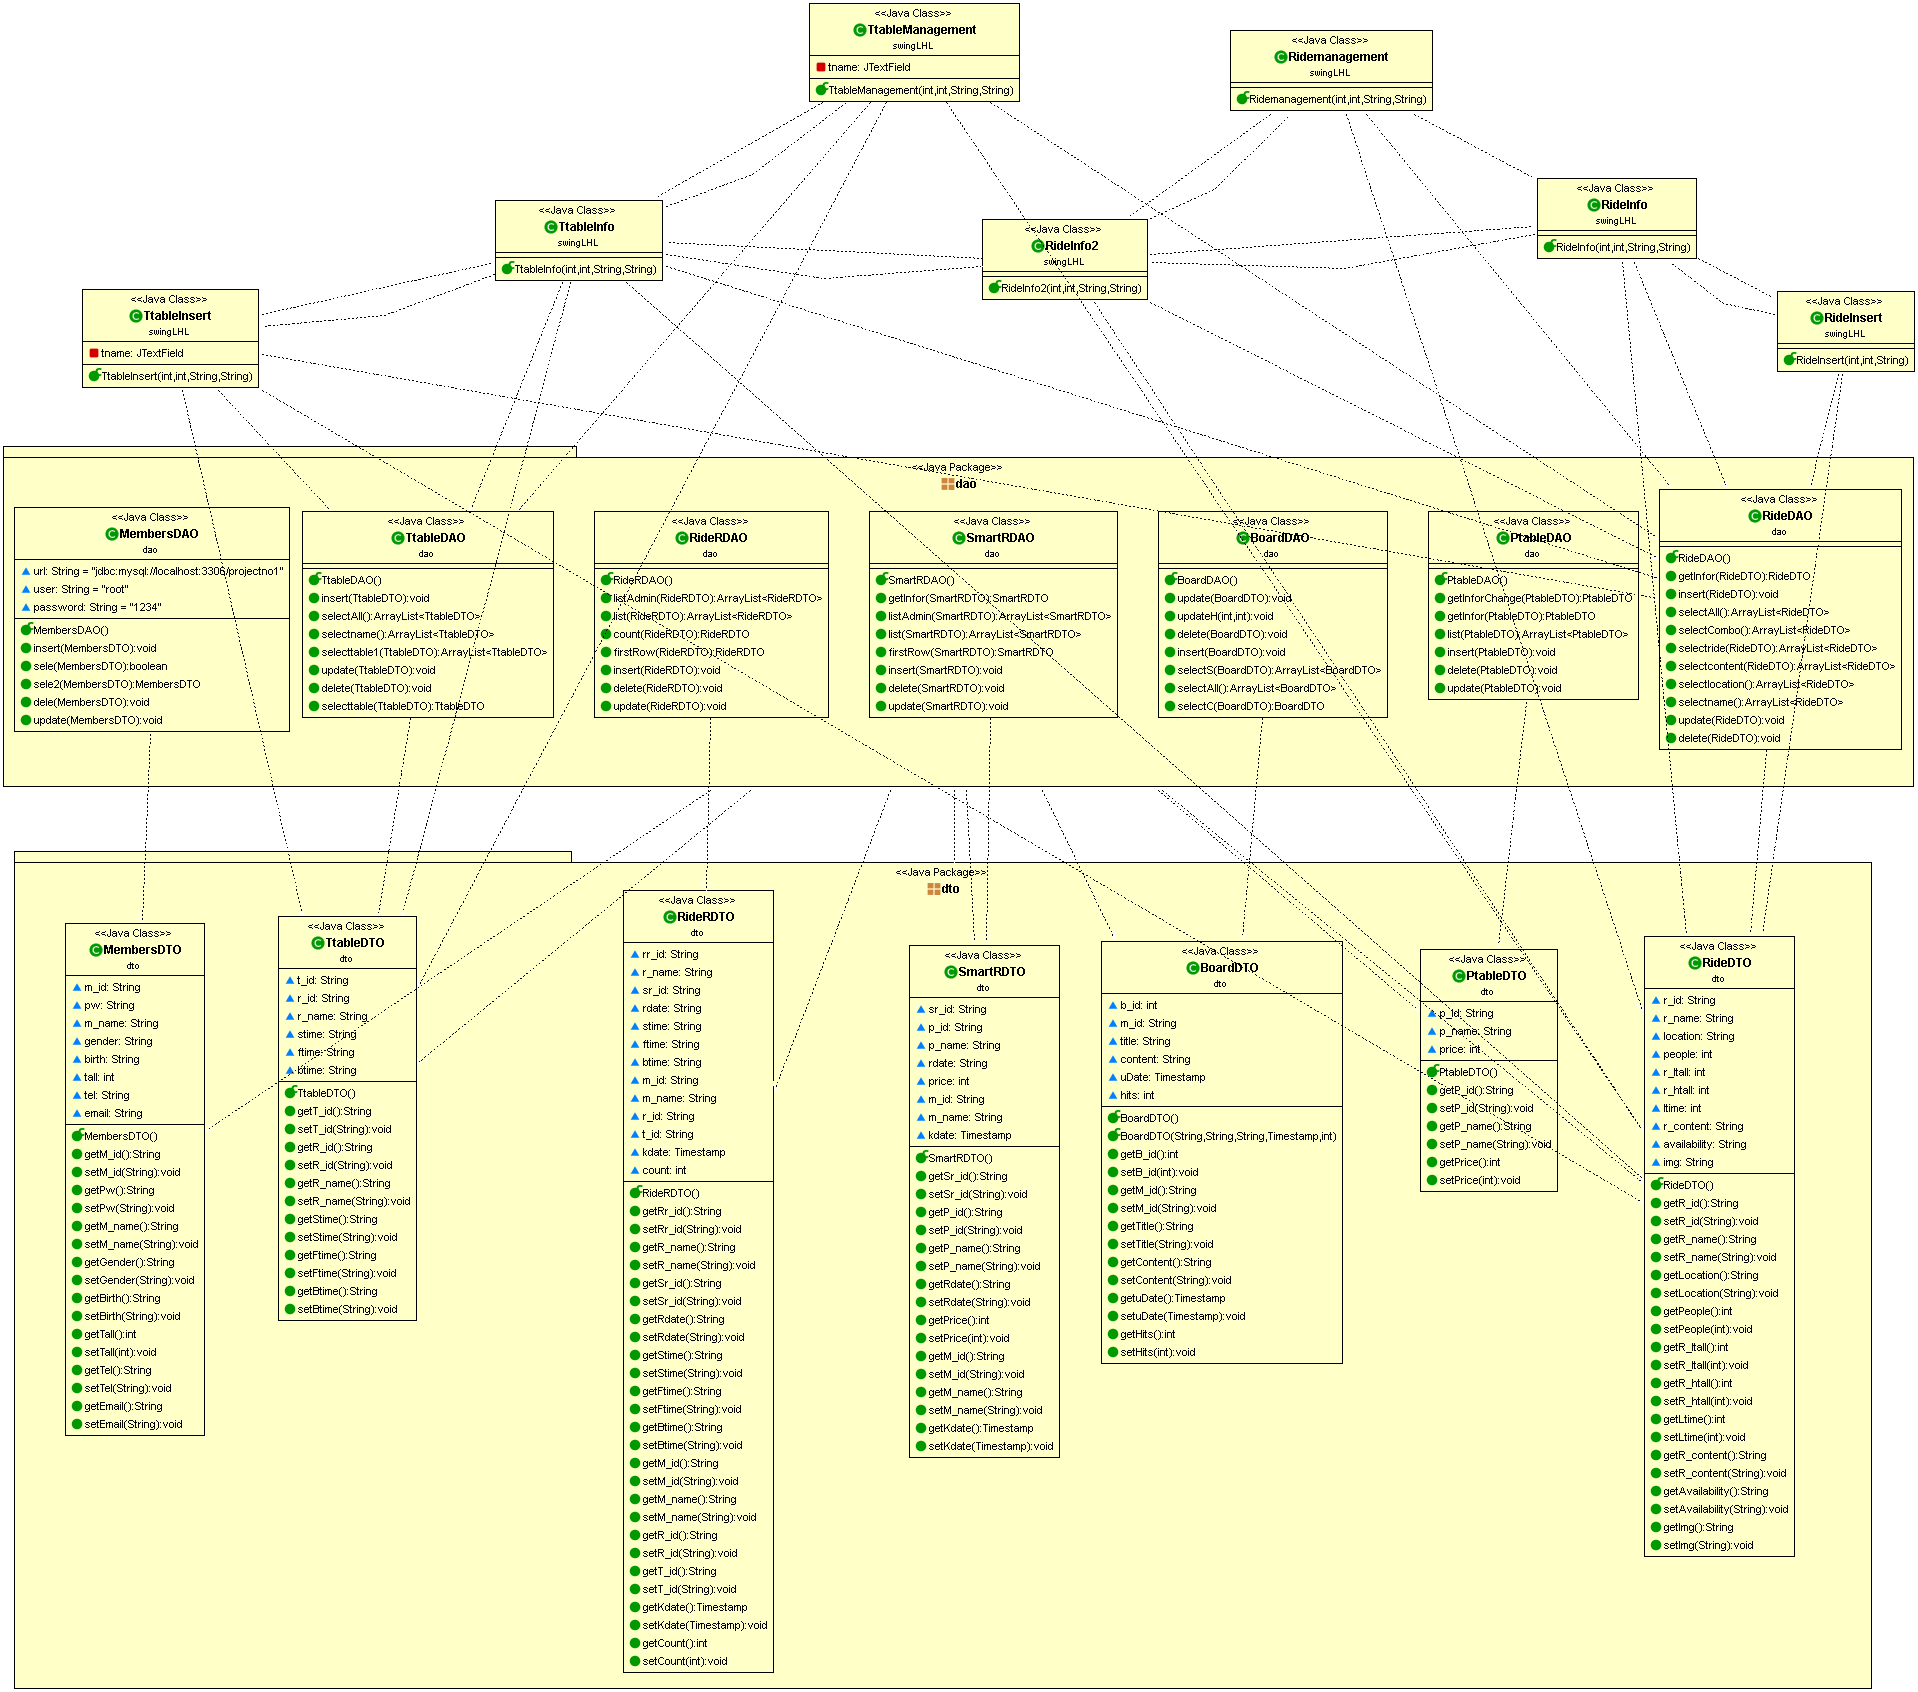 <<Java Class>>
TtableManagement
swingLHL
tname: JTextField
TtableManagement(int,int,String,String)
<<Java Class>>
Ridemanagement
swingLHL
Ridemanagement(int,int,String,String)
<<Java Class>>
TtableInfo
swingLHL
TtableInfo(int,int,String,String)
<<Java Class>>
RideInfo2
swingLHL
RideInfo2(int,int,String,String)
<<Java Class>>
RideInfo
swingLHL
RideInfo(int,int,String,String)
<<Java Class>>
TtableInsert
swingLHL
tname: JTextField
TtableInsert(int,int,String,String)
<<Java Class>>
RideInsert
swingLHL
RideInsert(int,int,String)
<<Java Package>>
dao
<<Java Class>>
MembersDAO
dao
url: String = "jdbc:mysql://localhost:3306/projectno1"
user: String = "root"
password: String = "1234"
MembersDAO()
insert(MembersDTO):void
sele(MembersDTO):boolean
sele2(MembersDTO):MembersDTO
dele(MembersDTO):void
update(MembersDTO):void
<<Java Class>>
TtableDAO
dao
TtableDAO()
insert(TtableDTO):void
selectAll():ArrayList<TtableDTO>
selectname():ArrayList<TtableDTO>
selecttable1(TtableDTO):ArrayList<TtableDTO>
update(TtableDTO):void
delete(TtableDTO):void
selecttable(TtableDTO):TtableDTO
<<Java Class>>
RideRDAO
dao
RideRDAO()
listAdmin(RideRDTO):ArrayList<RideRDTO>
list(RideRDTO):ArrayList<RideRDTO>
count(RideRDTO):RideRDTO
firstRow(RideRDTO):RideRDTO
insert(RideRDTO):void
delete(RideRDTO):void
update(RideRDTO):void
<<Java Class>>
SmartRDAO
dao
SmartRDAO()
getInfor(SmartRDTO):SmartRDTO
listAdmin(SmartRDTO):ArrayList<SmartRDTO>
list(SmartRDTO):ArrayList<SmartRDTO>
firstRow(SmartRDTO):SmartRDTO
insert(SmartRDTO):void
delete(SmartRDTO):void
update(SmartRDTO):void
<<Java Class>>
BoardDAO
dao
BoardDAO()
update(BoardDTO):void
updateH(int,int):void
delete(BoardDTO):void
insert(BoardDTO):void
selectS(BoardDTO):ArrayList<BoardDTO>
selectAll():ArrayList<BoardDTO>
selectC(BoardDTO):BoardDTO
<<Java Class>>
PtableDAO
dao
PtableDAO()
getInforChange(PtableDTO):PtableDTO
getInfor(PtableDTO):PtableDTO
list(PtableDTO):ArrayList<PtableDTO>
insert(PtableDTO):void
delete(PtableDTO):void
update(PtableDTO):void
<<Java Class>>
RideDAO
dao
RideDAO()
getInfor(RideDTO):RideDTO
insert(RideDTO):void
selectAll():ArrayList<RideDTO>
selectCombo():ArrayList<RideDTO>
selectride(RideDTO):ArrayList<RideDTO>
selectcontent(RideDTO):ArrayList<RideDTO>
selectlocation():ArrayList<RideDTO>
selectname():ArrayList<RideDTO>
update(RideDTO):void
delete(RideDTO):void
<<Java Package>>
dto
<<Java Class>>
MembersDTO
dto
m_id: String
pw: String
m_name: String
gender: String
birth: String
tall: int
tel: String
email: String
MembersDTO()
getM_id():String
setM_id(String):void
getPw():String
setPw(String):void
getM_name():String
setM_name(String):void
getGender():String
setGender(String):void
getBirth():String
setBirth(String):void
getTall():int
setTall(int):void
getTel():String
setTel(String):void
getEmail():String
setEmail(String):void
<<Java Class>>
TtableDTO
dto
t_id: String
r_id: String
r_name: String
stime: String
ftime: String
btime: String
TtableDTO()
getT_id():String
setT_id(String):void
getR_id():String
setR_id(String):void
getR_name():String
setR_name(String):void
getStime():String
setStime(String):void
getFtime():String
setFtime(String):void
getBtime():String
setBtime(String):void
<<Java Class>>
RideRDTO
dto
rr_id: String
r_name: String
sr_id: String
rdate: String
stime: String
ftime: String
btime: String
m_id: String
m_name: String
r_id: String
t_id: String
kdate: Timestamp
count: int
RideRDTO()
getRr_id():String
setRr_id(String):void
getR_name():String
setR_name(String):void
getSr_id():String
setSr_id(String):void
getRdate():String
setRdate(String):void
getStime():String
setStime(String):void
getFtime():String
setFtime(String):void
getBtime():String
setBtime(String):void
getM_id():String
setM_id(String):void
getM_name():String
setM_name(String):void
getR_id():String
setR_id(String):void
getT_id():String
setT_id(String):void
getKdate():Timestamp
setKdate(Timestamp):void
getCount():int
setCount(int):void
<<Java Class>>
SmartRDTO
dto
sr_id: String
p_id: String
p_name: String
rdate: String
price: int
m_id: String
m_name: String
kdate: Timestamp
SmartRDTO()
getSr_id():String
setSr_id(String):void
getP_id():String
setP_id(String):void
getP_name():String
setP_name(String):void
getRdate():String
setRdate(String):void
getPrice():int
setPrice(int):void
getM_id():String
setM_id(String):void
getM_name():String
setM_name(String):void
getKdate():Timestamp
setKdate(Timestamp):void
<<Java Class>>
BoardDTO
dto
b_id: int
m_id: String
title: String
content: String
uDate: Timestamp
hits: int
BoardDTO()
BoardDTO(String,String,String,Timestamp,int)
getB_id():int
setB_id(int):void
getM_id():String
setM_id(String):void
getTitle():String
setTitle(String):void
getContent():String
setContent(String):void
getuDate():Timestamp
setuDate(Timestamp):void
getHits():int
setHits(int):void
<<Java Class>>
PtableDTO
dto
p_id: String
p_name: String
price: int
PtableDTO()
getP_id():String
setP_id(String):void
getP_name():String
setP_name(String):void
getPrice():int
setPrice(int):void
<<Java Class>>
RideDTO
dto
r_id: String
r_name: String
location: String
people: int
r_ltall: int
r_htall: int
ltime: int
r_content: String
availability: String
img: String
RideDTO()
getR_id():String
setR_id(String):void
getR_name():String
setR_name(String):void
getLocation():String
setLocation(String):void
getPeople():int
setPeople(int):void
getR_ltall():int
setR_ltall(int):void
getR_htall():int
setR_htall(int):void
getLtime():int
setLtime(int):void
getR_content():String
setR_content(String):void
getAvailability():String
setAvailability(String):void
getImg():String
setImg(String):void